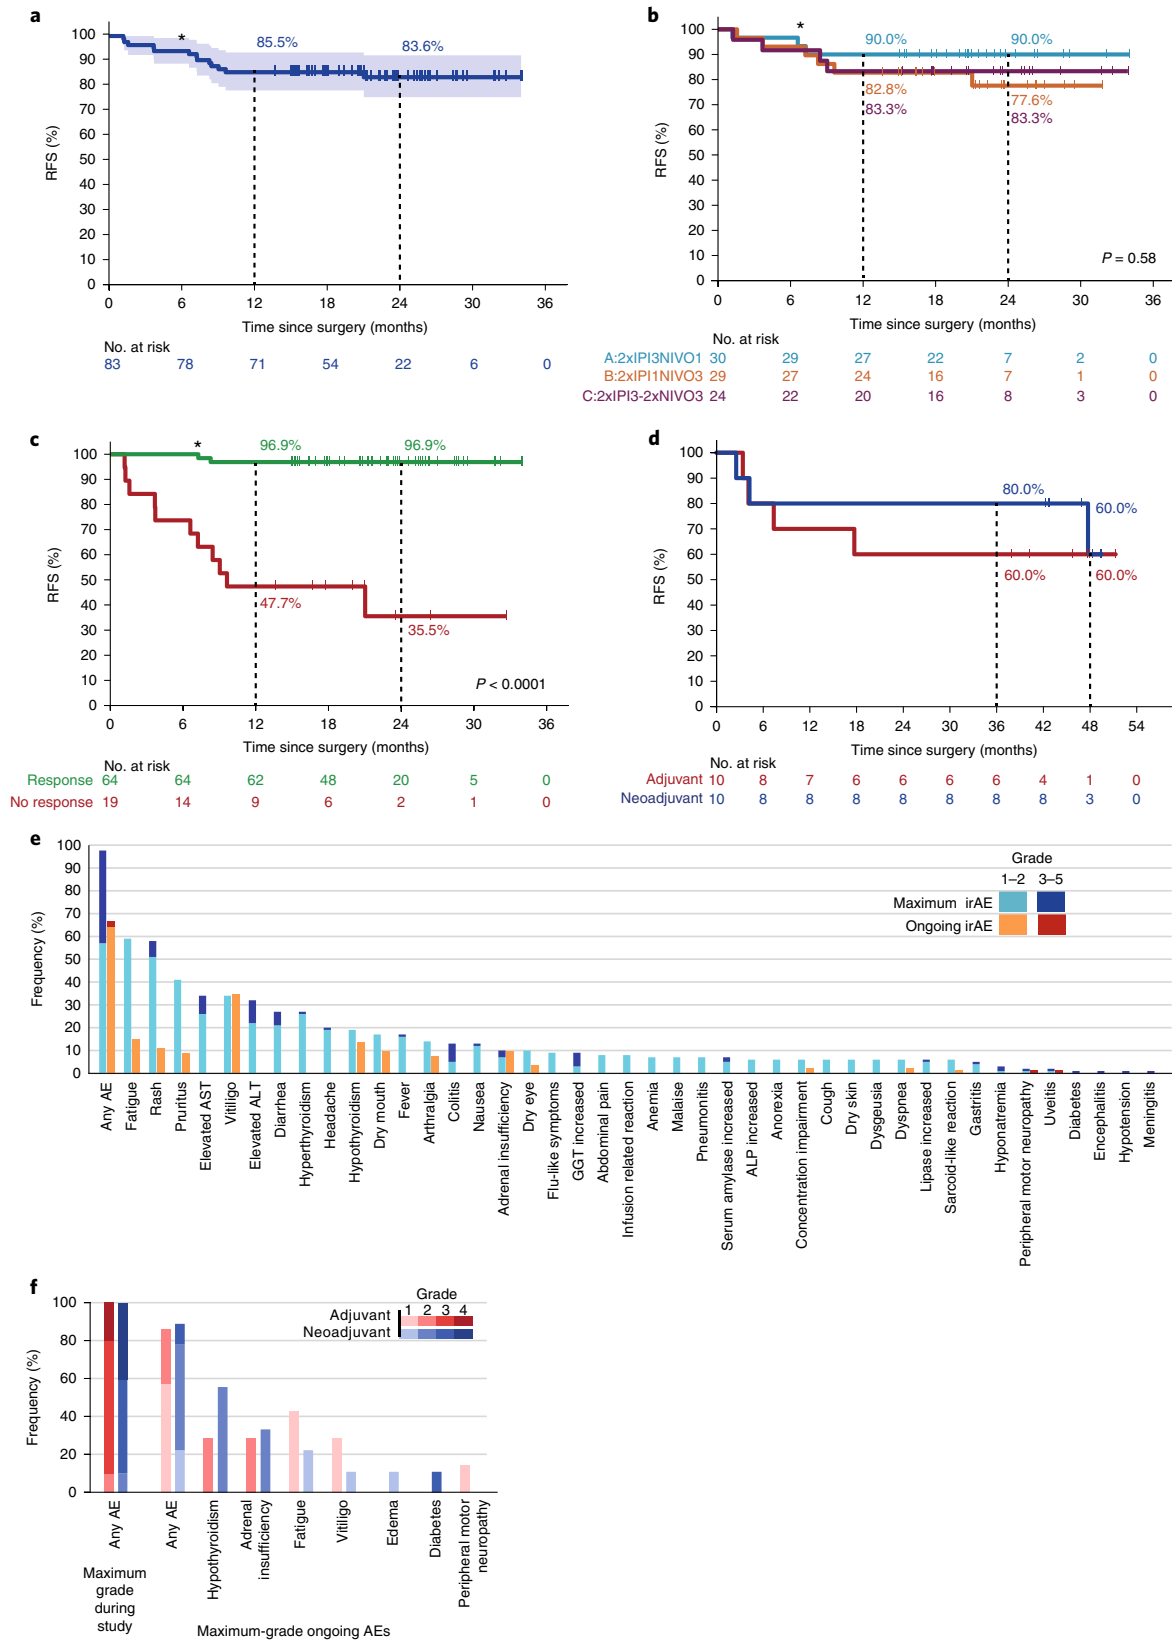 a
*
85.5%
83.6%
100
90
80
70
60
50
40
30
20
10
0
RFS (%)
0 6 12 18 24 30 36
Time since surgery (months)
No. at risk
83 78 71 54 22 6 0
b
*
90.0%
90.0%
82.8%
83.3%
77.6%
83.3%
100
90
80
70
60
50
40
30
20
10
0
RFS (%)
P = 0.58
0 6 12 18 24 30 36
Time since surgery (months)
No. at risk
A:2xIPI3NIVO1 30 29 27 22 7 2 0
B:2xIPI1NIVO3 29 27 24 16 7 1 0
C:2xIPI3-2xNIVO3 24 22 20 16 8 3 0
c
*
96.9%
96.9%
47.7%
35.5%
100
90
80
70
60
50
40
30
20
10
0
RFS (%)
P < 0.0001
0 6 12 18 24 30 36
Time since surgery (months)
No. at risk
Response 64 64 62 48 20 5 0
No response 19 14 9 6 2 1 0
d
80.0%
60.0%
60.0%
60.0%
100
90
80
70
60
50
40
30
20
10
0
RFS (%)
0 6 12 18 24 30 36 42 48 54
Time since surgery (months)
No. at risk
Adjuvant 10 8 7 6 6 6 6 4 1 0
Neoadjuvant 10 8 8 8 8 8 8 8 3 0
e
100
90
80
70
60
50
40
30
20
10
0
Frequency (%)
Grade
1–2 3–5
Maximum irAE
Ongoing irAE
Any AE
Fatigue
Rash
Pruritus
Elevated AST
Vitiligo
Elevated ALT
Diarrhea
Hyperthyroidism
Headache
Hypothyroidism
Dry mouth
Fever
Arthralgia
Colitis
Nausea
Adrenal insufficiency
Dry eye
Flu-like symptoms
GGT increased
Abdominal pain
Infusion related reaction
Anemia
Malaise
Pneumonitis
Serum amylase increased
ALP increased
Anorexia
Concentration impairment
Cough
Dry skin
Dysgeusia
Dyspnea
Lipase increased
Sarcoid-like reaction
Gastritis
Hyponatremia
Peripheral motor neuropathy
Uveitis
Diabetes
Encephalitis
Hypotension
Meningitis
f
100
80
60
40
20
0
Frequency (%)
Grade
1 2 3 4
Adjuvant
Neoadjuvant
Any AE
Any AE
Hypothyroidism
Adrenal
insufficiency
Fatigue
Vitiligo
Edema
Diabetes
Peripheral motor
neuropathy
Maximum
grade
during
study
Maximum-grade ongoing AEs